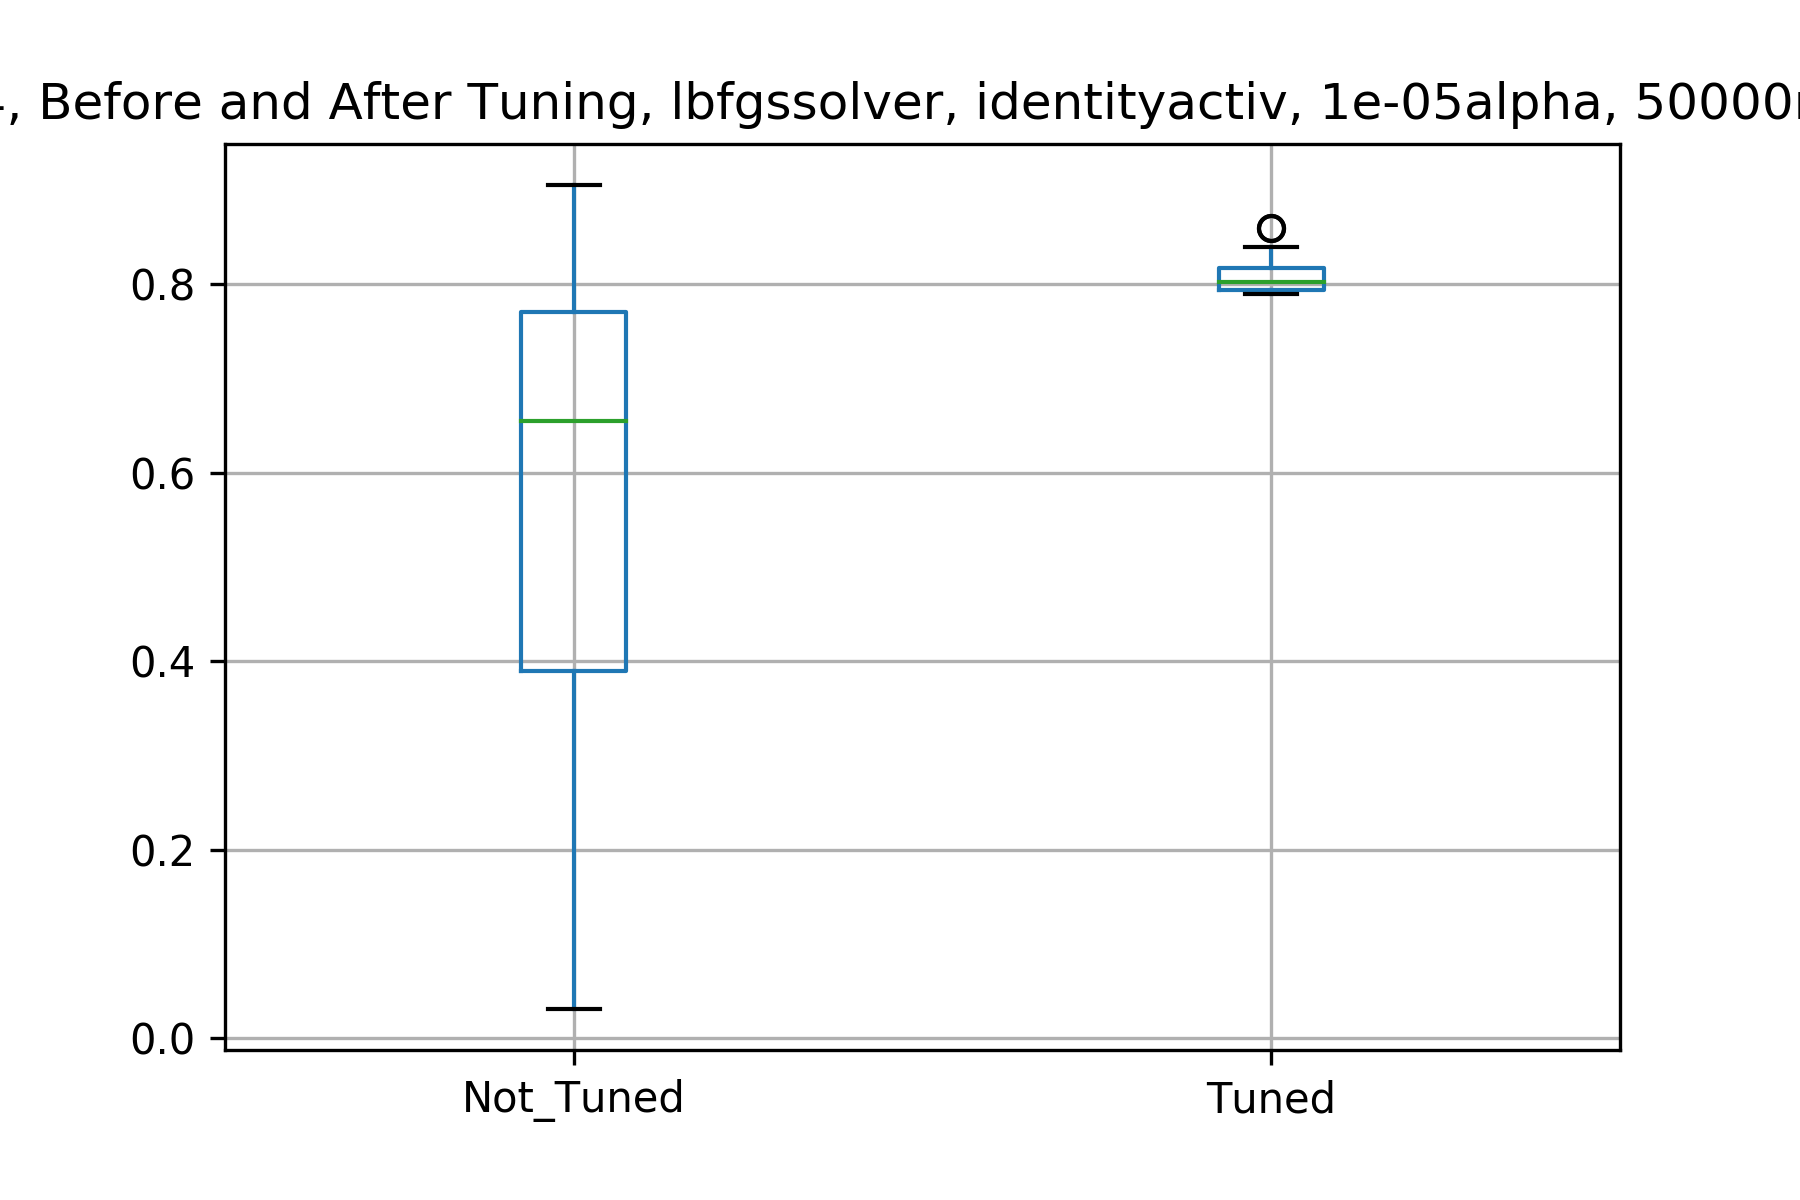 , Before and After Tuning, lbfgssolver, identityactiv, 1e-05alpha, 50000
0.8
0.6
0.4
0.2
0.0
Not_Tuned
Tuned